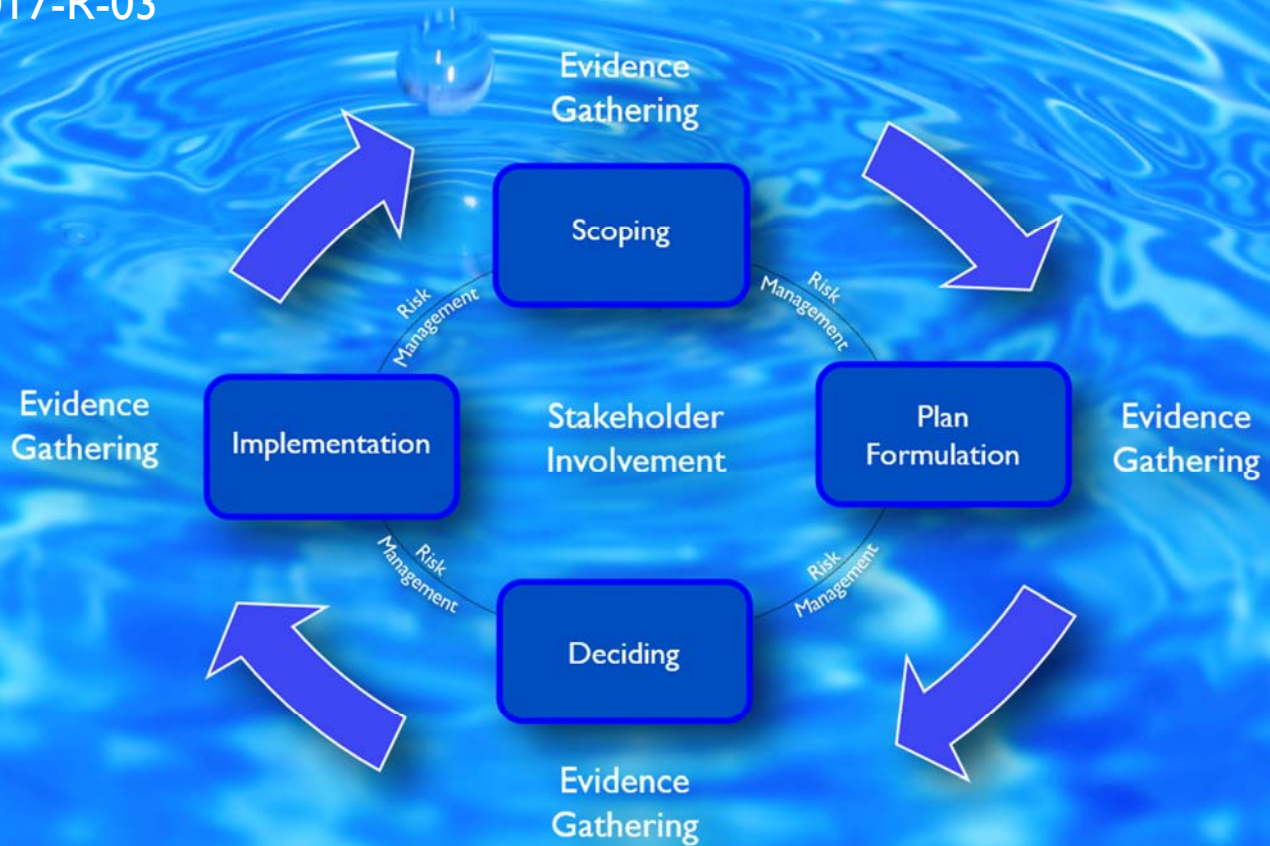 017-R-03
Evidence
Gathering
Scoping
Risk
Management
Risk
Management
Evidence
Gathering
Implementation
Stakeholder
Involvement
Plan
Formulation
Evidence
Gathering
Risk
Management
Risk
Management
Deciding
Evidence
Gathering